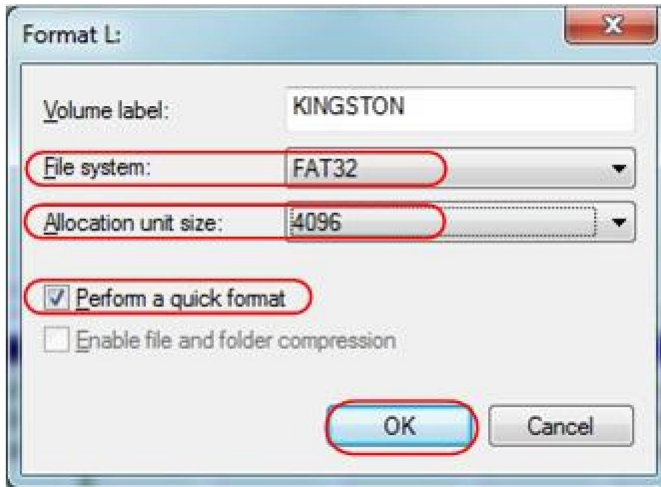 Format L:
Volume label: KINGSTON
File system: FAT32
Allocation unit size: 4096
Perform a quick format
Enable file and folder compression
OK Cancel